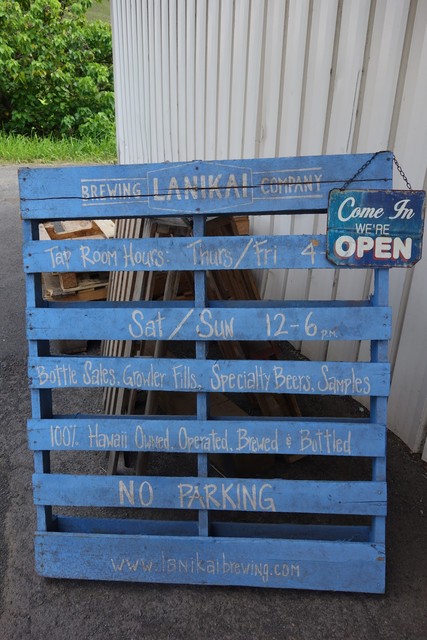 BREWING LANIKAI COMPANY
Come In
WE'RE
OPEN
Tap Room Hours: Thurs/Fri 4-
Sat/Sun 12-6 P.M.
Bottle Sales, Growler Fills, Specialty Beers, Samples
100% Hawaii Owned, Operated, Brewed & Bottled
NO PARKING
www.lanikaibrewing.com